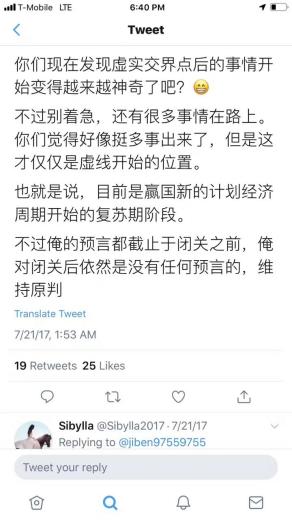 T-Mobile LTE 6:40 PM
Tweet
你们现在发现虚实交界点后的事情开
始变得越来越神奇了吧？😁
不过别着急，还有很多事情在路上。
你们觉得好像挺多事出来了，但是这
才仅仅是虚线开始的位置。
也就是说，目前是赢国新的计划经济
周期开始的复苏期阶段。
不过俺的预言都截止于闭关之前，俺
对闭关后依然是没有任何预言的，维
持原判
Translate Tweet
7/21/17, 1:53 AM
19 Retweets 25 Likes
Sibylla @Sibylla2017 · 7/21/17
Replying to @jiben97559755
Tweet your reply